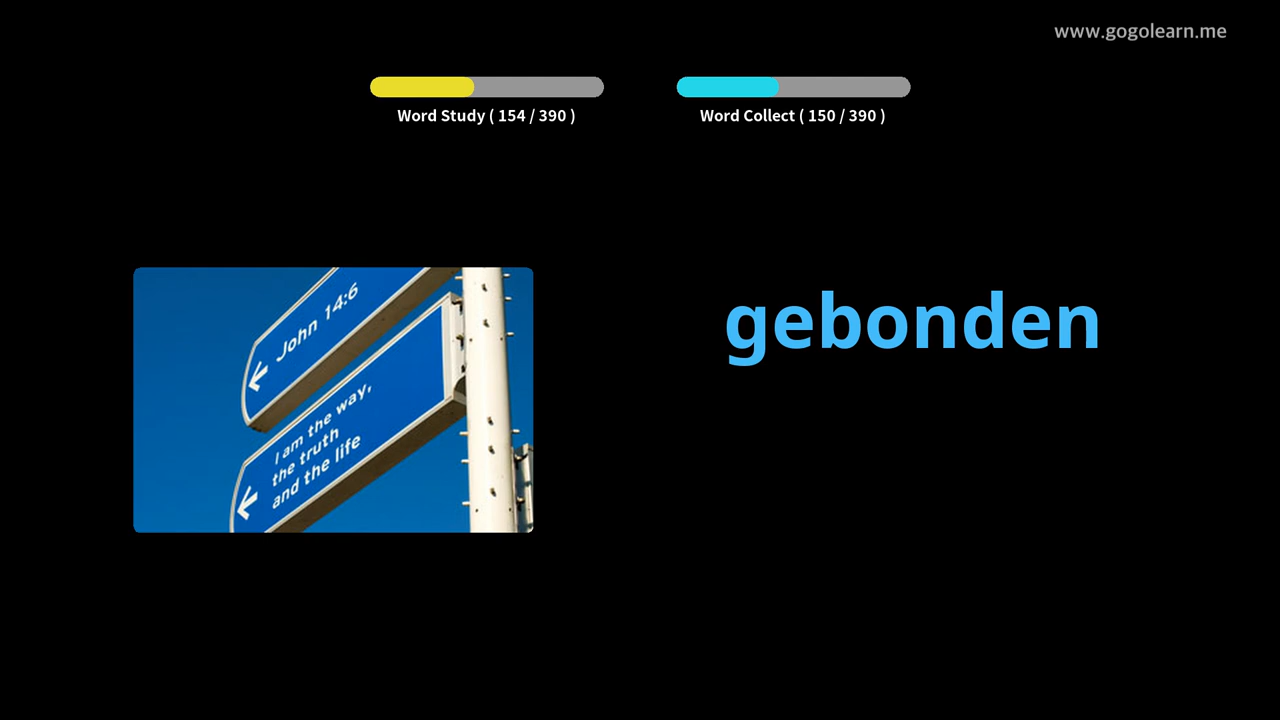 www.gogolearn.me
Word Study ( 154 / 390 )
Word Collect ( 150 / 390 )
John 14:6
I am the way,
the truth
and the life
gebonden